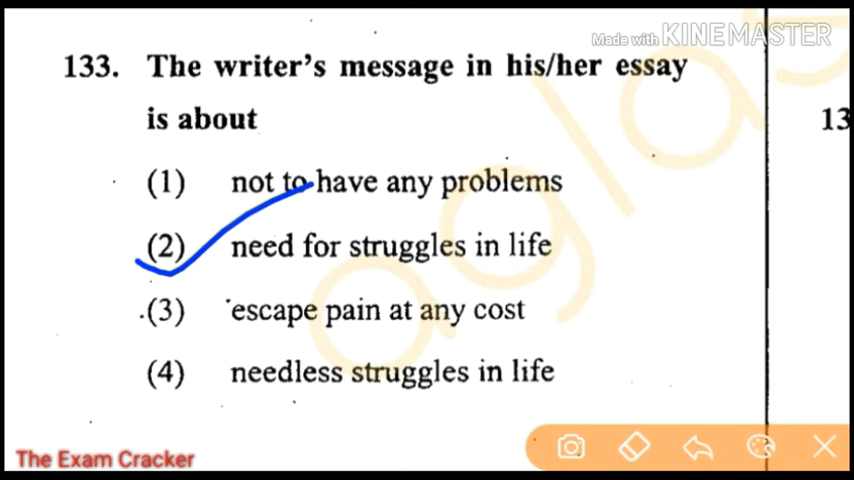 Made with KINEMASTER
133. The writer's message in his/her essay
is about
13
(1) not to have any problems
(2) need for struggles in life
(3) escape pain at any cost
(4) needless struggles in life
The Exam Cracker